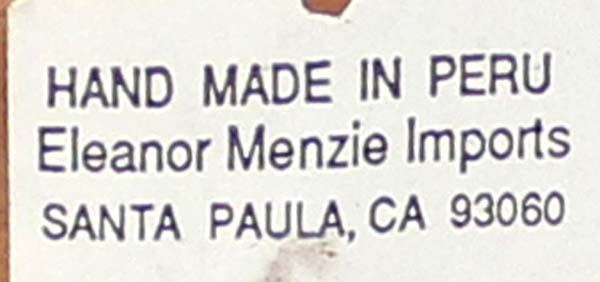 HAND MADE IN PERU
Eleanor Menzie Imports
SANTA PAULA, CA 93060